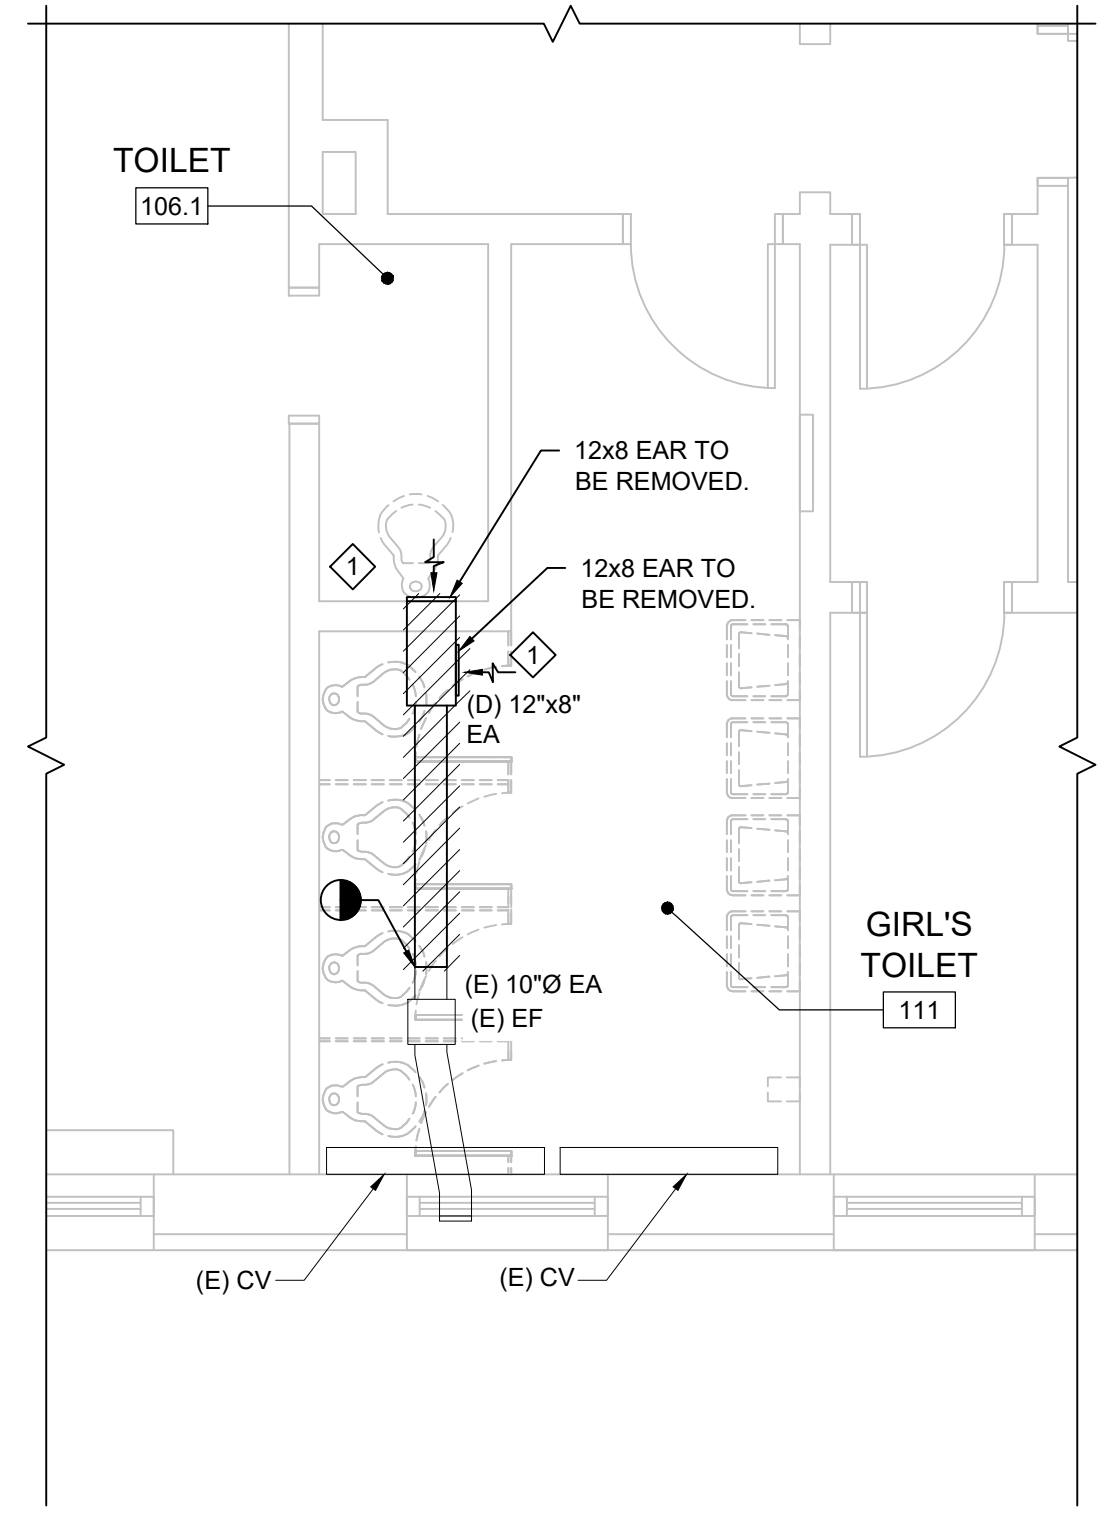 TOILET
106.1
12x8 EAR TO
BE REMOVED.
1
12x8 EAR TO
BE REMOVED.
1
(D) 12"x8"
EA
GIRL'S
TOILET
111
(E) 10"Ø EA
(E) EF
(E) CV
(E) CV